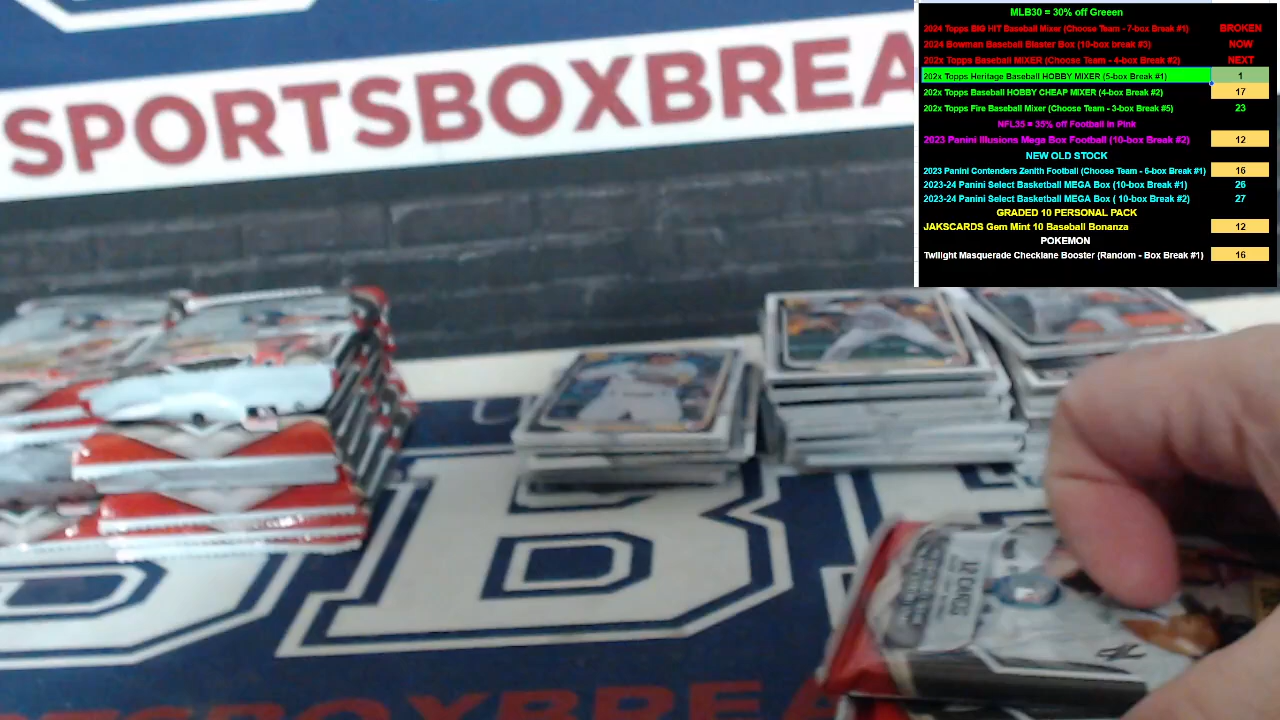 SPORTSBOXBREA
MLB30 = 30% off Greeen
2024 Topps BIG HIT Baseball Mixer (Choose Team - 7-box Break #1) BROKEN
2024 Bowman Baseball Blaster Box (10-box break #3) NOW
202x Topps Baseball MIXER (Choose Team - 4-box Break #2) NEXT
202x Topps Heritage Baseball HOBBY MIXER (5-box Break #1) 1
202x Topps Baseball HOBBY CHEAP MIXER (4-box Break #2) 17
202x Topps Fire Baseball Mixer (Choose Team - 3-box Break #5) 23
NFL35 = 35% off Football in Pink
2023 Panini Illusions Mega Box Football (10-box Break #2) 12
NEW OLD STOCK
2023 Panini Contenders Zenith Football (Choose Team - 6-box Break #1) 16
2023-24 Panini Select Basketball MEGA Box (10-box Break #1) 26
2023-24 Panini Select Basketball MEGA Box ( 10-box Break #2) 27
GRADED 10 PERSONAL PACK
JAKSCARDS Gem Mint 10 Baseball Bonanza 12
POKEMON
Twilight Masquerade Checklane Booster (Random - Box Break #1) 16
12 CARDS
B
RTSBOXBREA